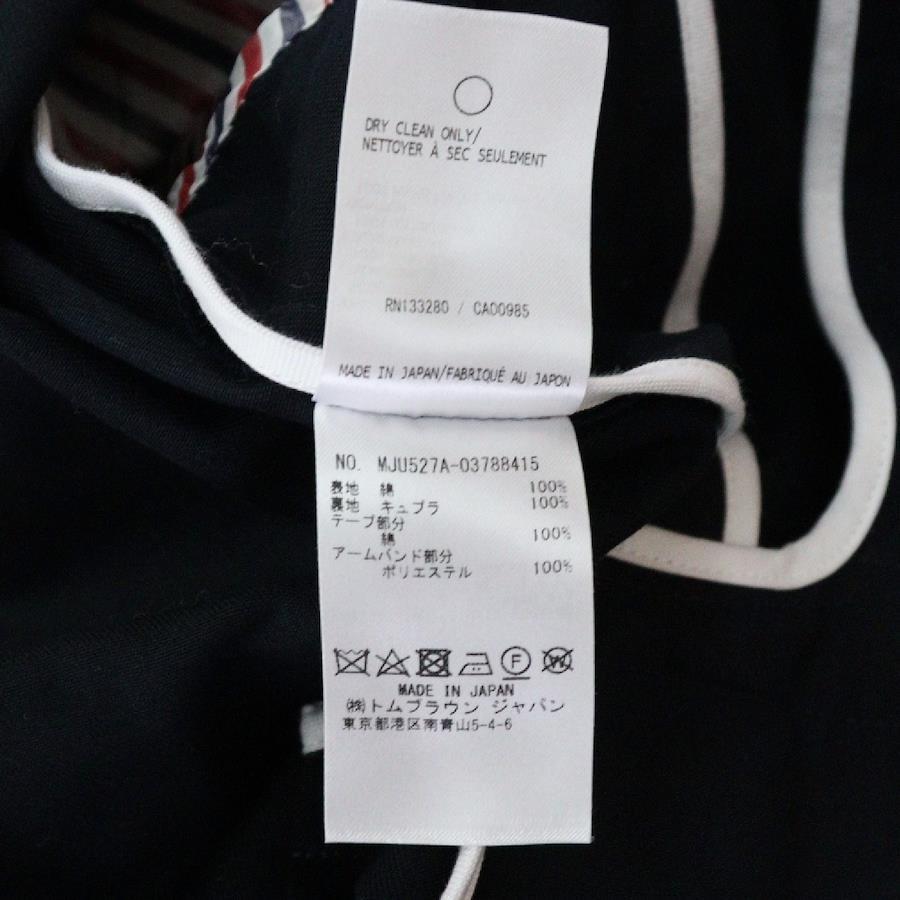 DRY CLEAN ONLY/
NETTOYER À SEC SEULEMENT
RN133280 / CA00985
MADE IN JAPAN/FABRIQUÉ AU JAPON
NO. MJU527A-03788415
表地 綿 100%
裏地 キュプラ 100%
テープ部分
綿 100%
アームバンド部分
ポリエステル 100%
F W
MADE IN JAPAN
㈱トムブラウン ジャパン
東京都港区南青山5-4-6